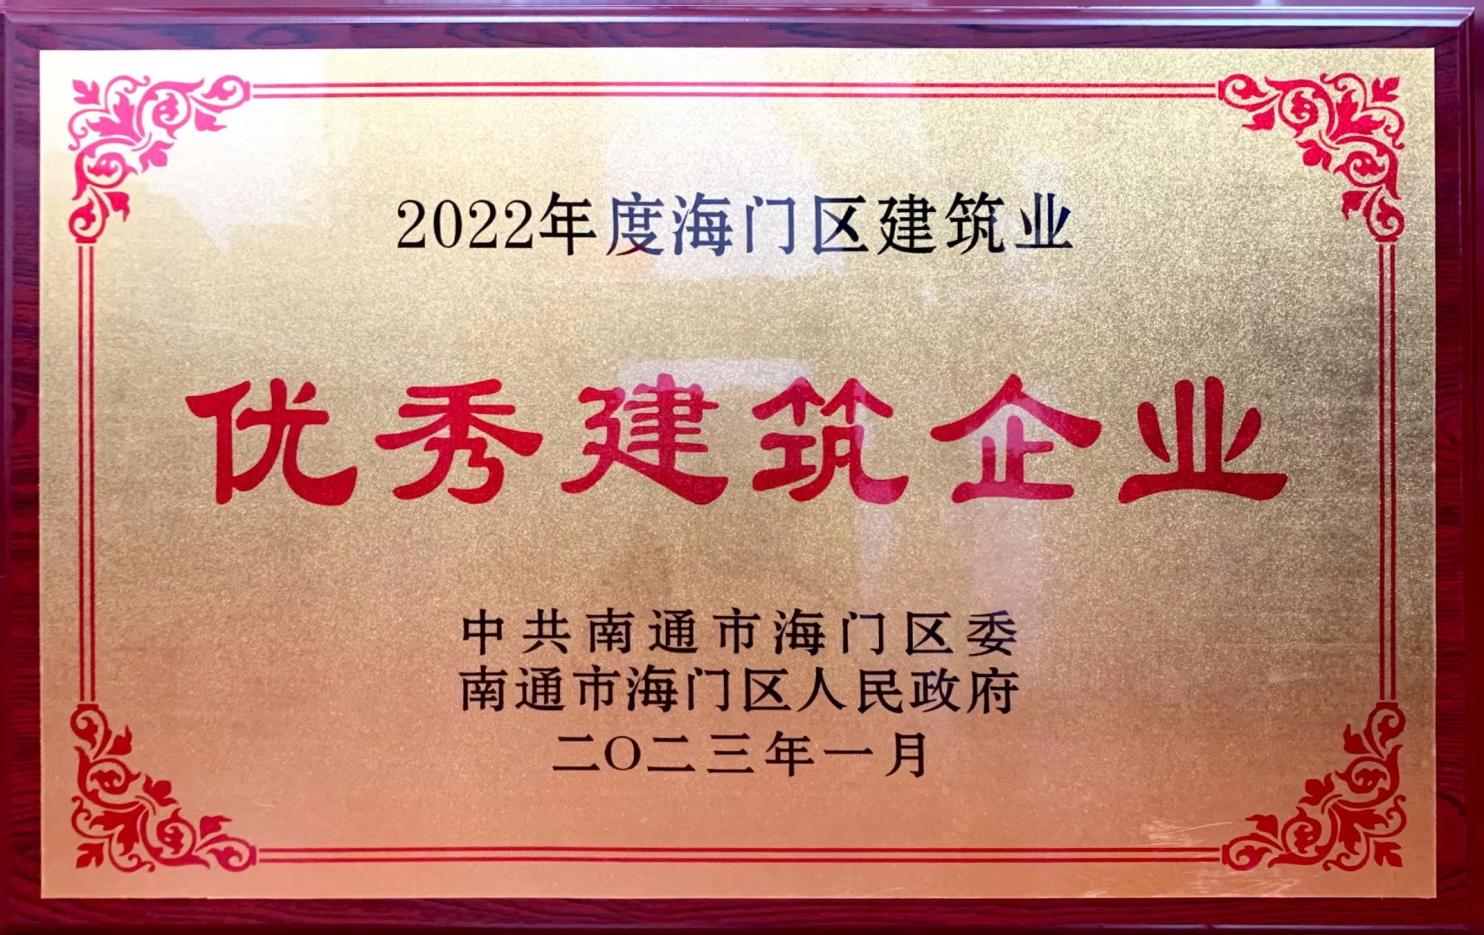 2022年度海门区建筑业
优秀建筑企业
中共南通市海门区委
南通市海门区人民政府
二〇二三年一月